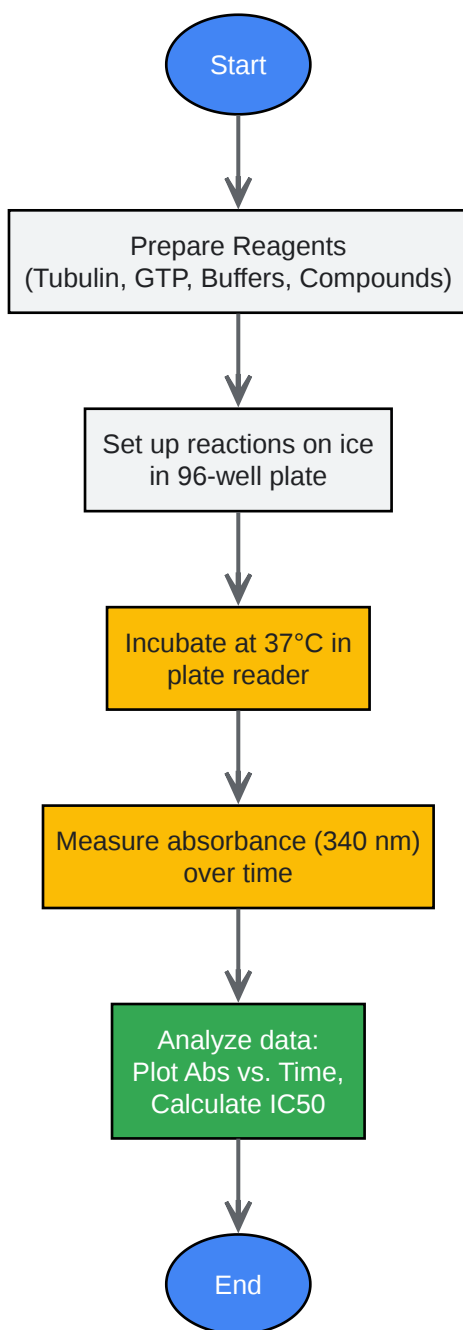 Start
Prepare Reagents
(Tubulin, GTP, Buffers, Compounds)
Set up reactions on ice
in 96-well plate
Incubate at 37°C in
plate reader
Measure absorbance (340 nm)
over time
Analyze data:
Plot Abs vs. Time,
Calculate IC50
End